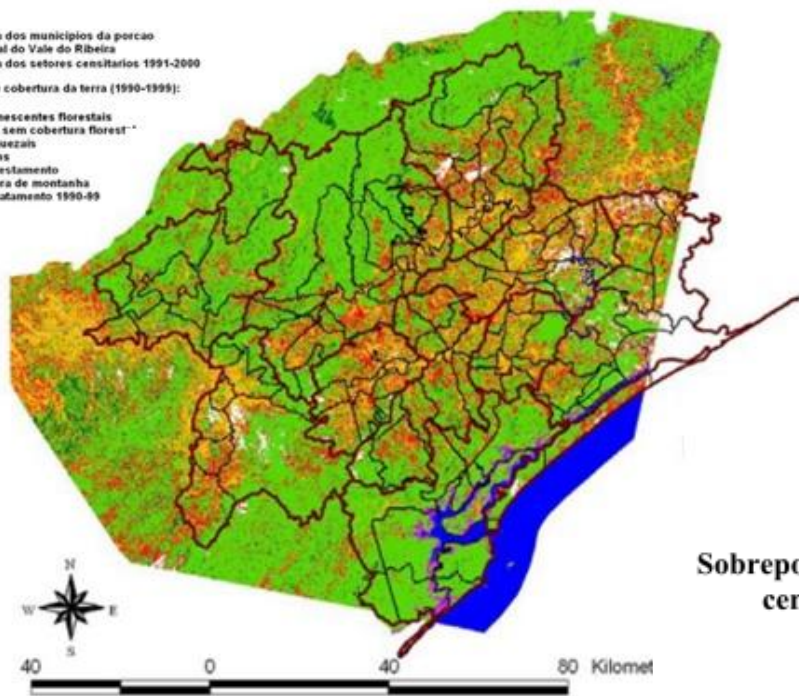 dos municipios da porcao
al do Vale do Ribeira
dos setores censitarios 1991-2000
cobertura da terra (1990-1999):
nescentes florestais
sem cobertura florest
uezais
estamento
ra de montanha
atamento 1990-99
N
W E
S
Sobrepo
cen
40 0 40 80 Kilomet